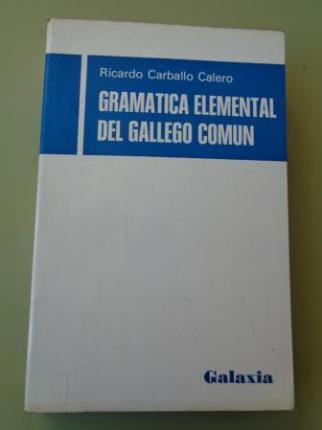 Ricardo Carballo Calero
GRAMATICA ELEMENTAL
DEL GALLEGO COMUN
Galaxia